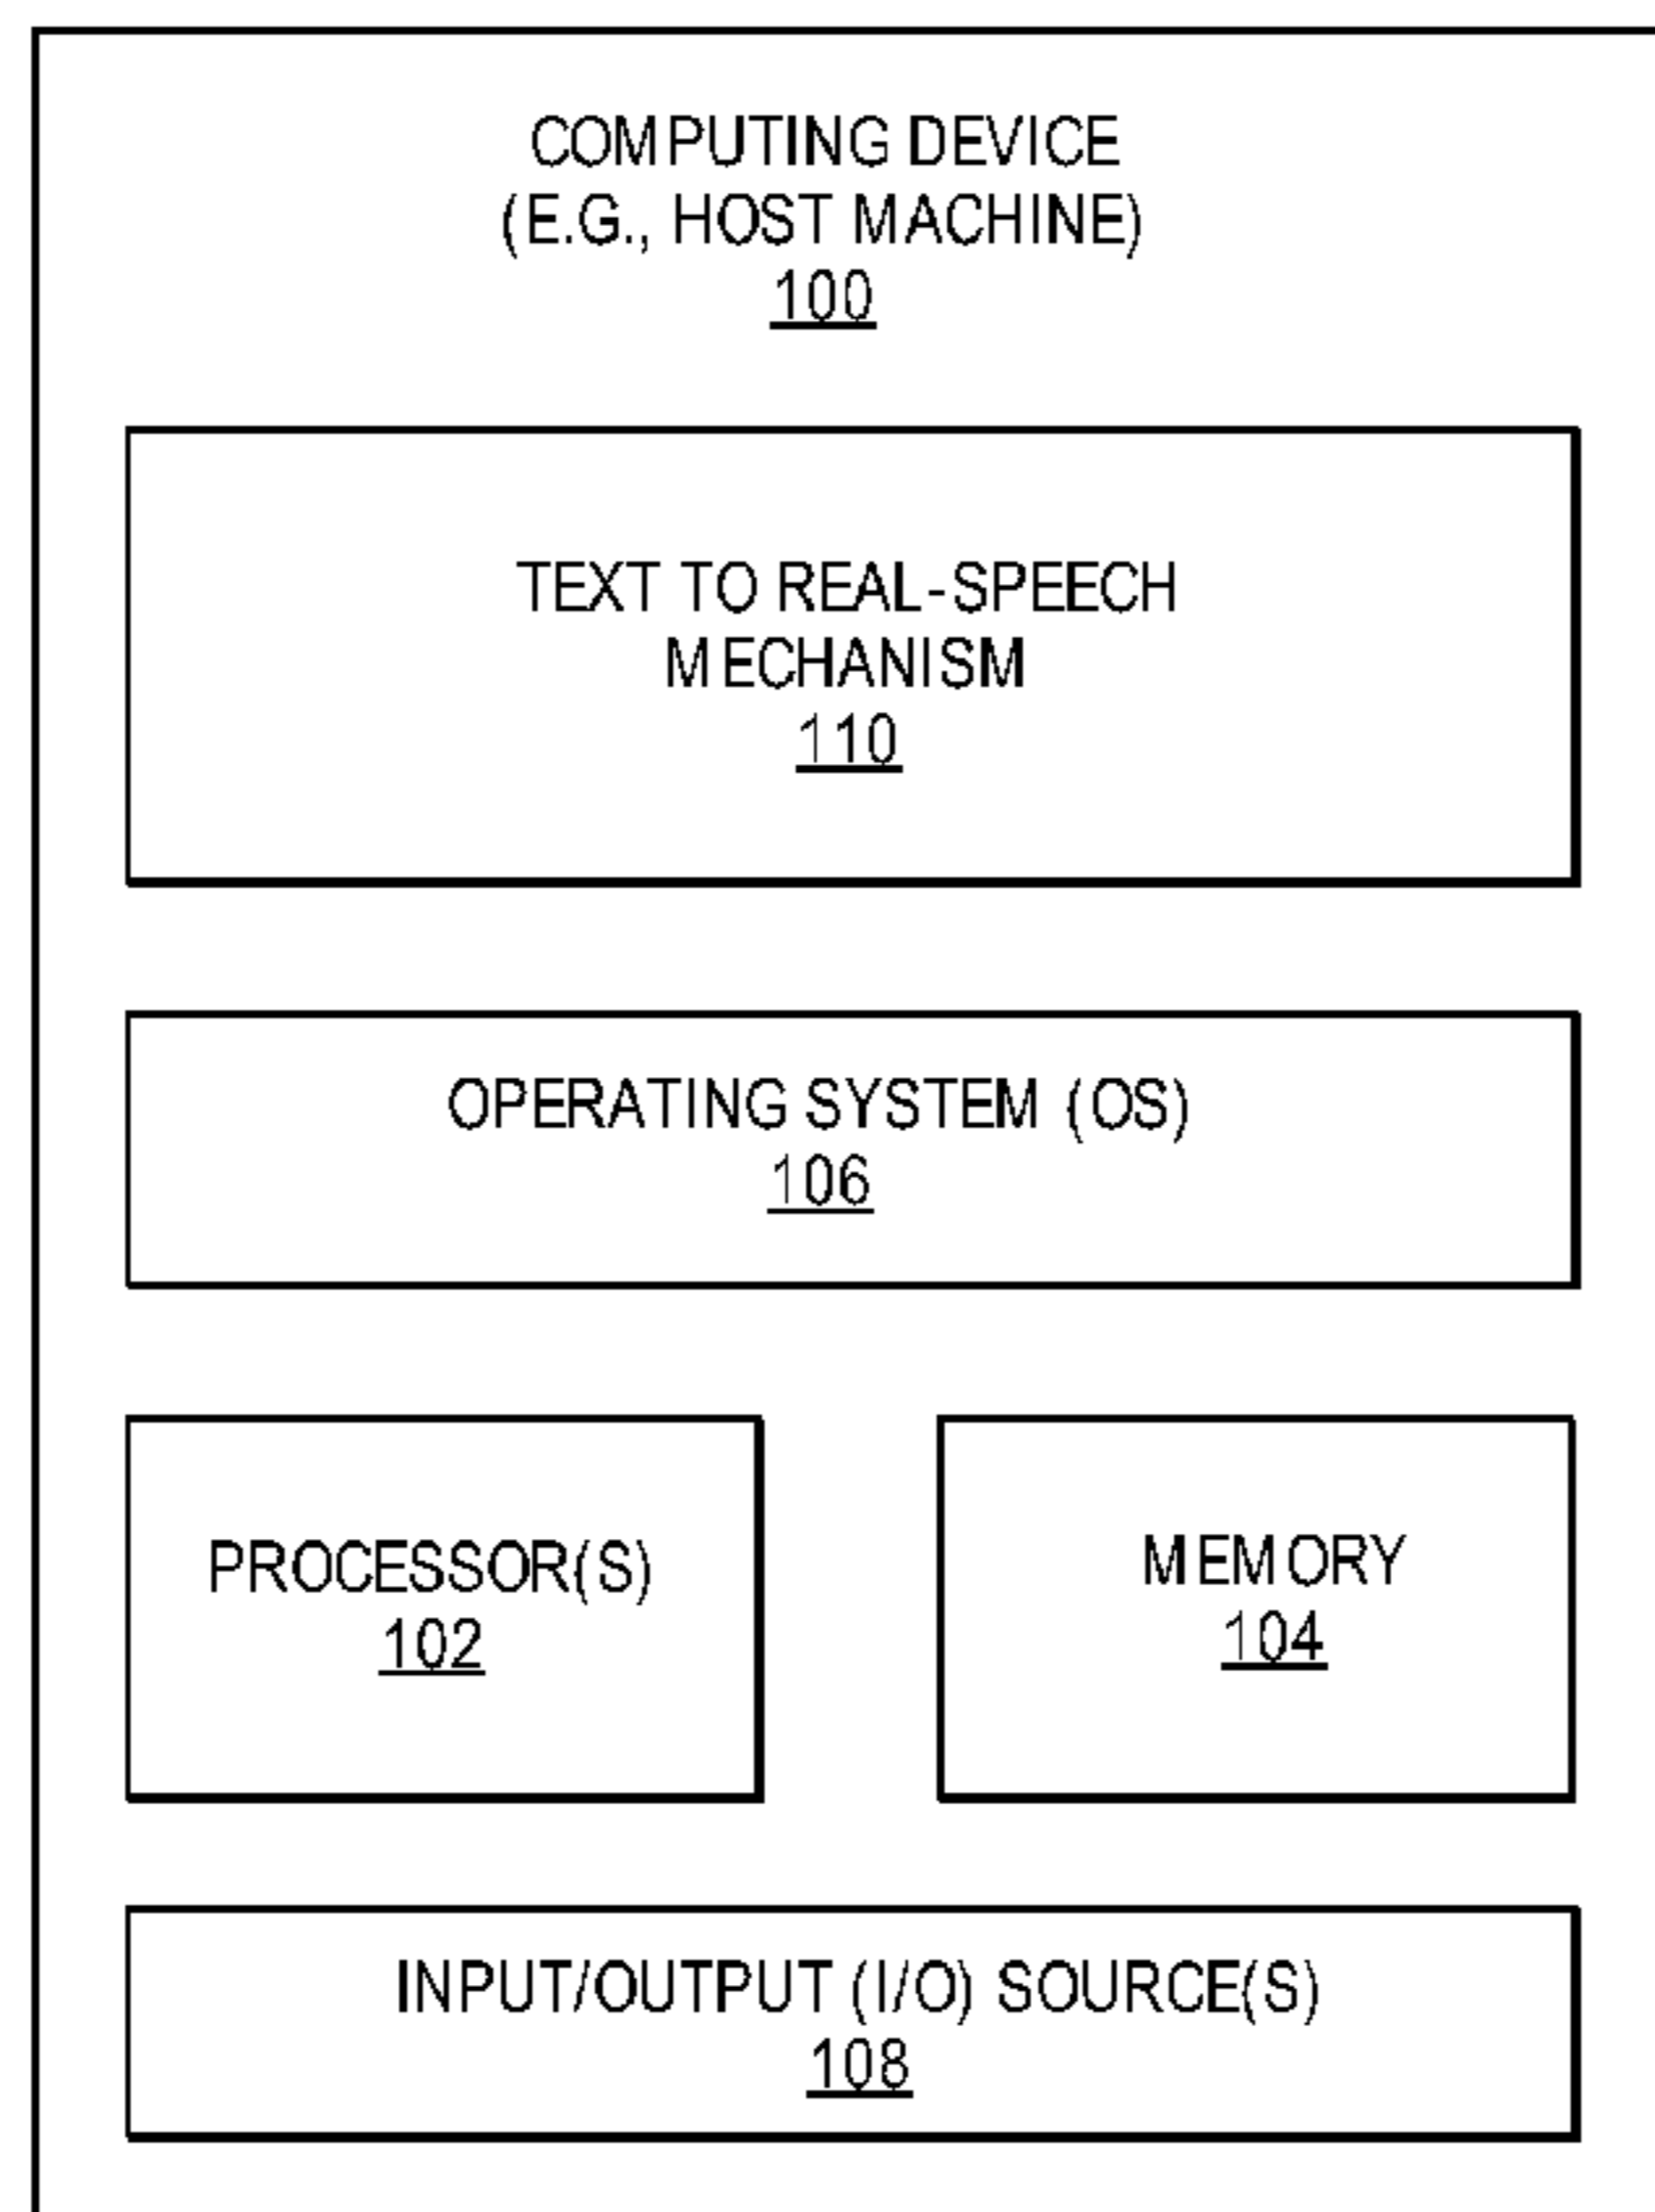 COMPUTING DEVICE
(E.G., HOST MACHINE)
100
TEXT TO REAL-SPEECH
MECHANISM
110
OPERATING SYSTEM (OS)
106
PROCESSOR(S)
102
MEMORY
104
INPUT/OUTPUT (I/O) SOURCE(S)
108